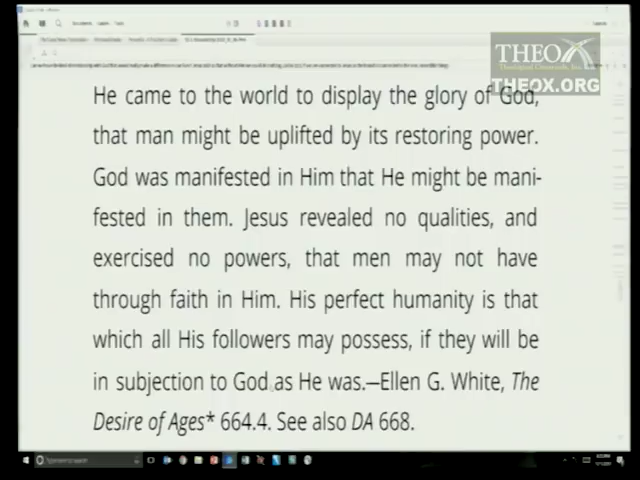 THEOX
THEOX.ORG
He came to the world to display the glory of God,
that man might be uplifted by its restoring power.
God was manifested in Him that He might be mani-
fested in them. Jesus revealed no qualities, and
exercised no powers, that men may not have
through faith in Him. His perfect humanity is that
which all His followers may possess, if they will be
in subjection to God as He was.—Ellen G. White, The
Desire of Ages* 664.4. See also DA 668.